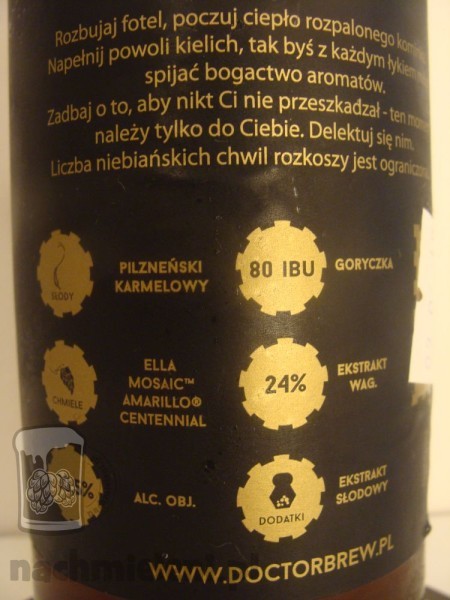 Rozbujaj fotel, poczuj ciepło rozpalonego
Napełnij powoli kielich, tak byś z każdym łykiem
spijać bogactwo aromatów.
Zadbaj o to, aby nikt Ci nie przeszkadzał - ten
należy tylko do Ciebie. Delektuj się nim.
Liczba niebiańskich chwil rozkoszy jest
SŁODY
PILZNEŃSKI
KARMELOWY
80 IBU
GORYCZKA
CHMIELE
ELLA
MOSAIC™
AMARILLO®
CENTENNIAL
24%
EKSTRAKT
WAG.
ALC. OBJ.
DODATKI
EKSTRAKT
SŁODOWY
WWW.DOCTORBREW.PL